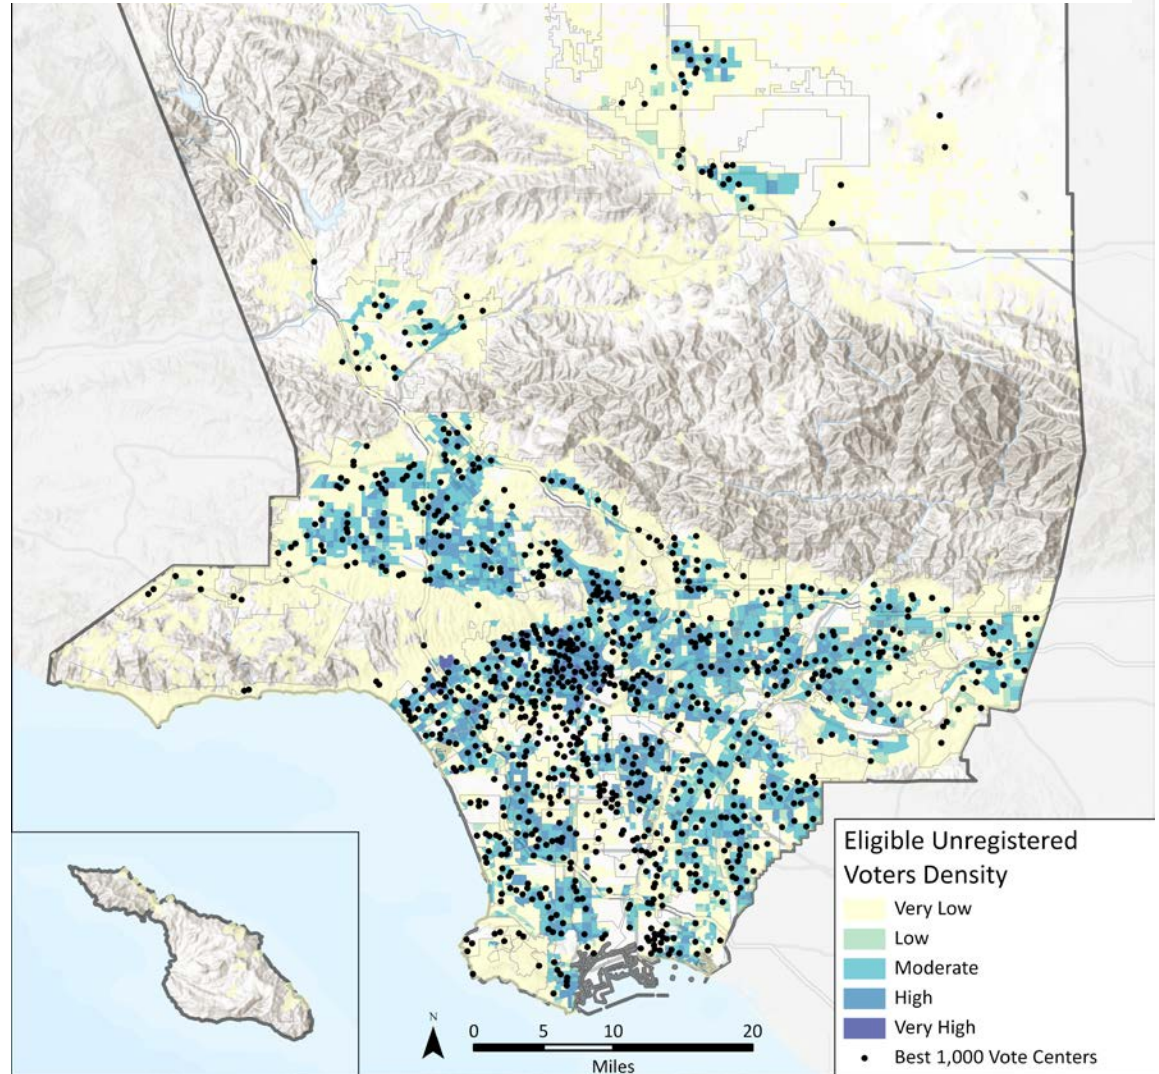 Eligible Unregistered
Voters Density
Very Low
Low
Moderate
High
Very High
Best 1,000 Vote Centers
N
0 5 10 20
Miles